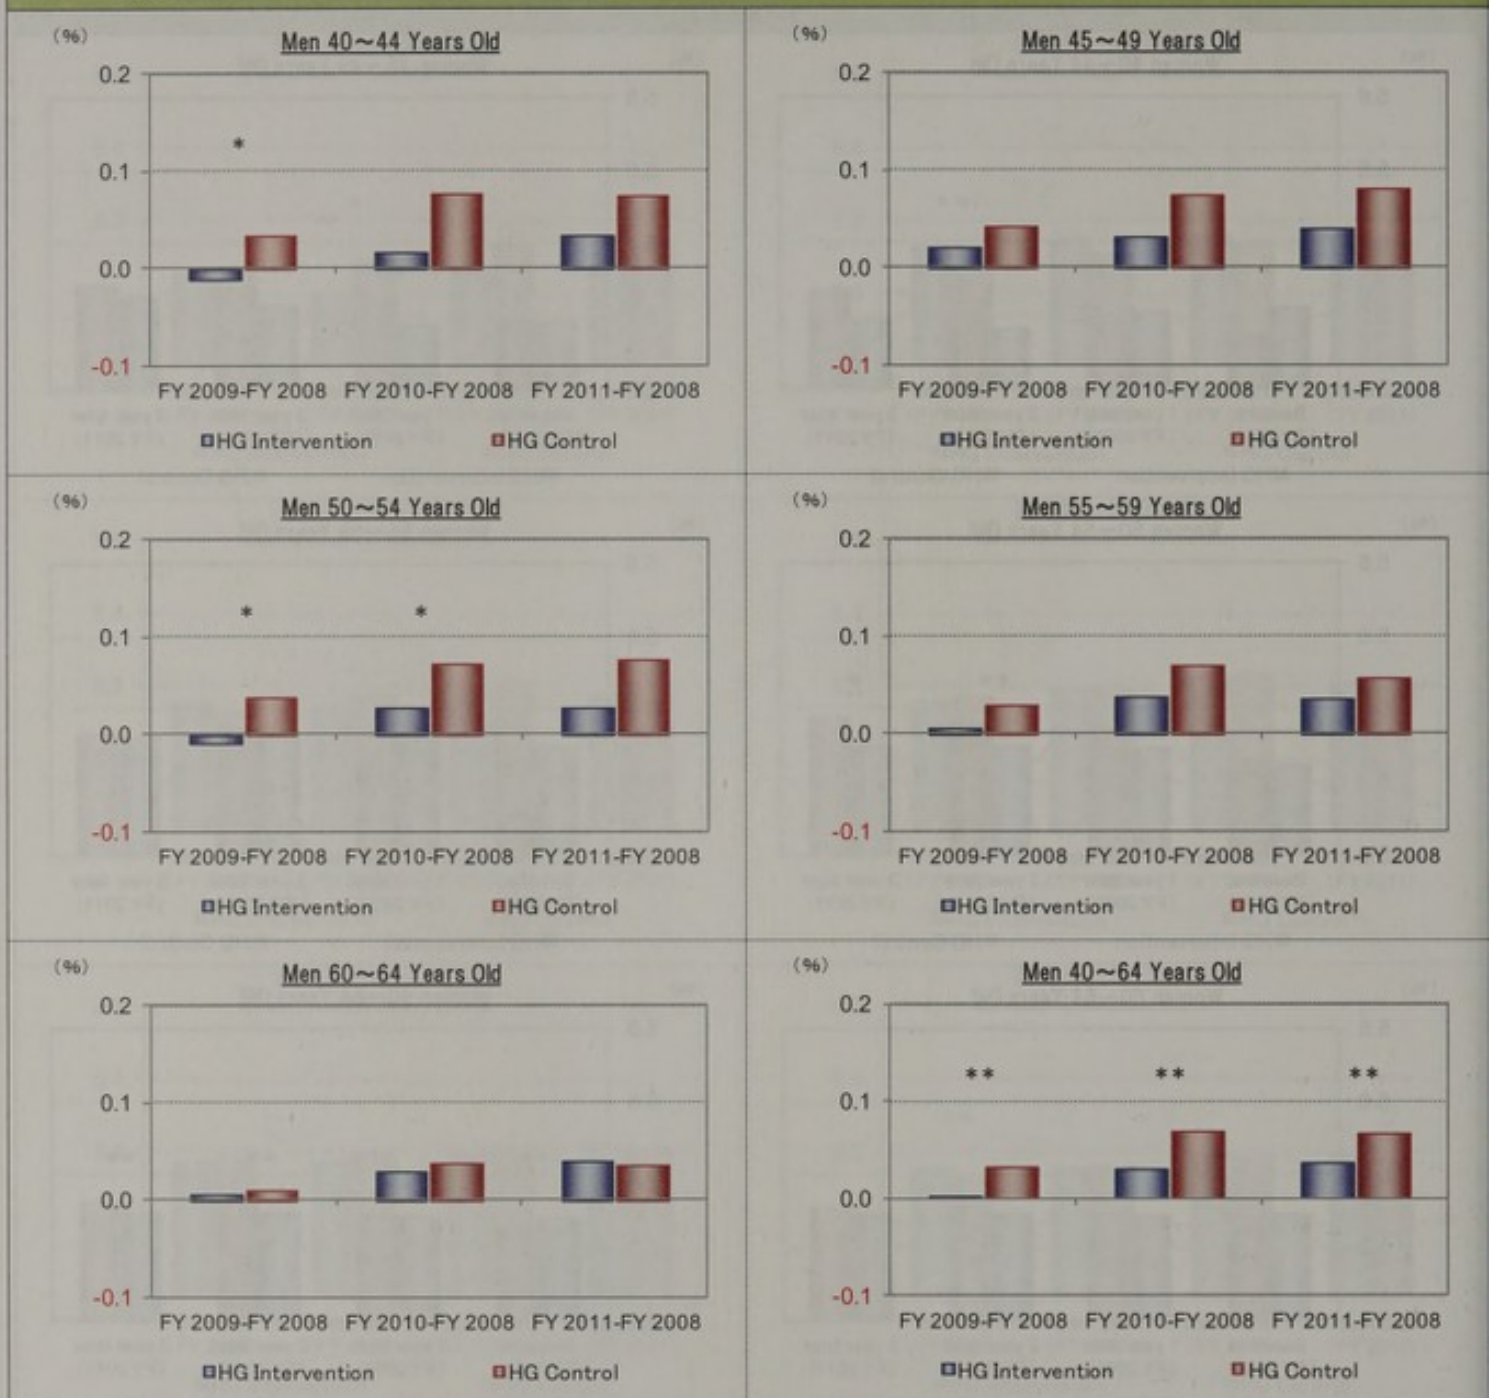 (%)
Men 40~44 Years Old
0.2
*
0.1
0.0
-0.1
FY 2009-FY 2008 FY 2010-FY 2008 FY 2011-FY 2008
HG Intervention HG Control
(%)
Men 45~49 Years Old
0.2
0.1
0.0
-0.1
FY 2009-FY 2008 FY 2010-FY 2008 FY 2011-FY 2008
HG Intervention HG Control
(%)
Men 50~54 Years Old
0.2
* *
0.1
0.0
-0.1
FY 2009-FY 2008 FY 2010-FY 2008 FY 2011-FY 2008
HG Intervention HG Control
(%)
Men 55~59 Years Old
0.2
0.1
0.0
-0.1
FY 2009-FY 2008 FY 2010-FY 2008 FY 2011-FY 2008
HG Intervention HG Control
(%)
Men 60~64 Years Old
0.2
0.1
0.0
-0.1
FY 2009-FY 2008 FY 2010-FY 2008 FY 2011-FY 2008
HG Intervention HG Control
(%)
Men 40~64 Years Old
0.2
** ** **
0.1
0.0
-0.1
FY 2009-FY 2008 FY 2010-FY 2008 FY 2011-FY 2008
HG Intervention HG Control